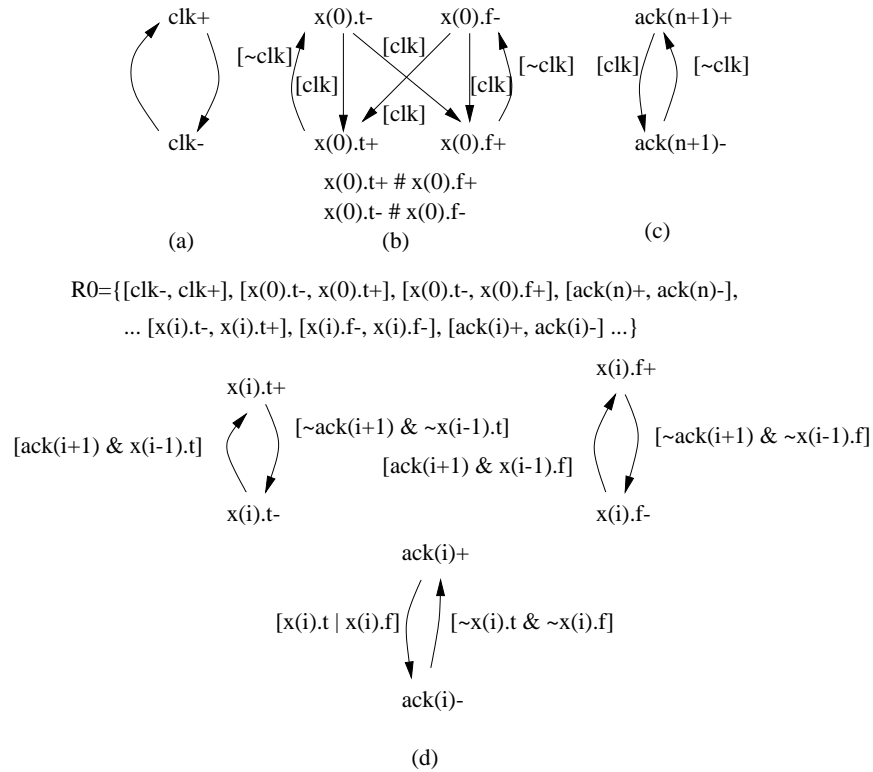 clk+ x(0).t- x(0).f- ack(n+1)+
[~clk] [clk] [~clk]
[clk] [clk] [clk] [clk] [~clk]
[clk]
clk- x(0).t+ x(0).f+ ack(n+1)-
x(0).t+ # x(0).f+
x(0).t- # x(0).f-
(a) (b) (c)
R0={[clk-, clk+], [x(0).t-, x(0).t+], [x(0).t-, x(0).f+], [ack(n)+, ack(n)-],
... [x(i).t-, x(i).t+], [x(i).f-, x(i).f-], [ack(i)+, ack(i)-] ...}
x(i).t+ x(i).f+
[ack(i+1) & x(i-1).t] [~ack(i+1) & ~x(i-1).t] [~ack(i+1) & ~x(i-1).f]
[ack(i+1) & x(i-1).f]
x(i).t- x(i).f-
ack(i)+
[x(i).t | x(i).f] [~x(i).t & ~x(i).f]
ack(i)-
(d)